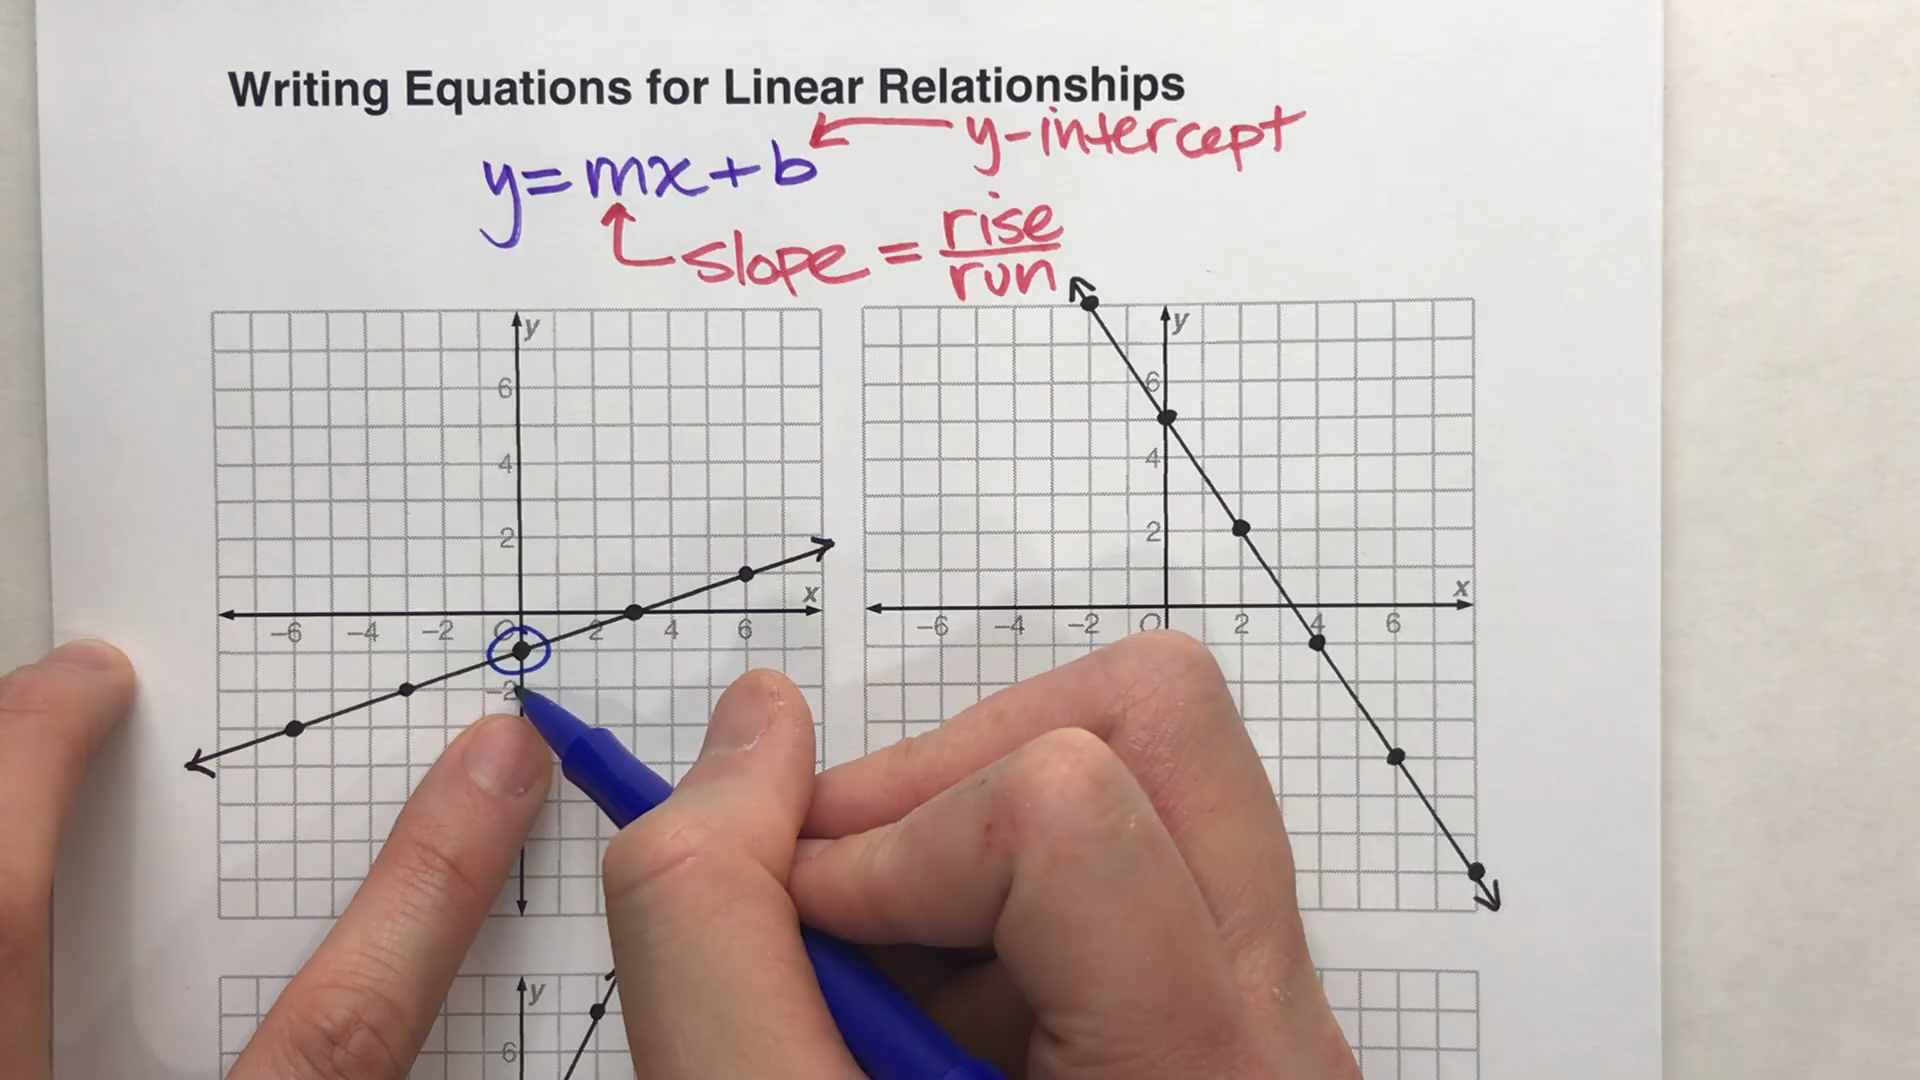 Writing Equations for Linear Relationships
y=mx+b
y-intercept
slope = rise/run
y
y
6
6
4
4
2
2
x
x
−6 −4 −2 O 2 4 6
−6 −4 −2 O 2 4 6
−2
y
6